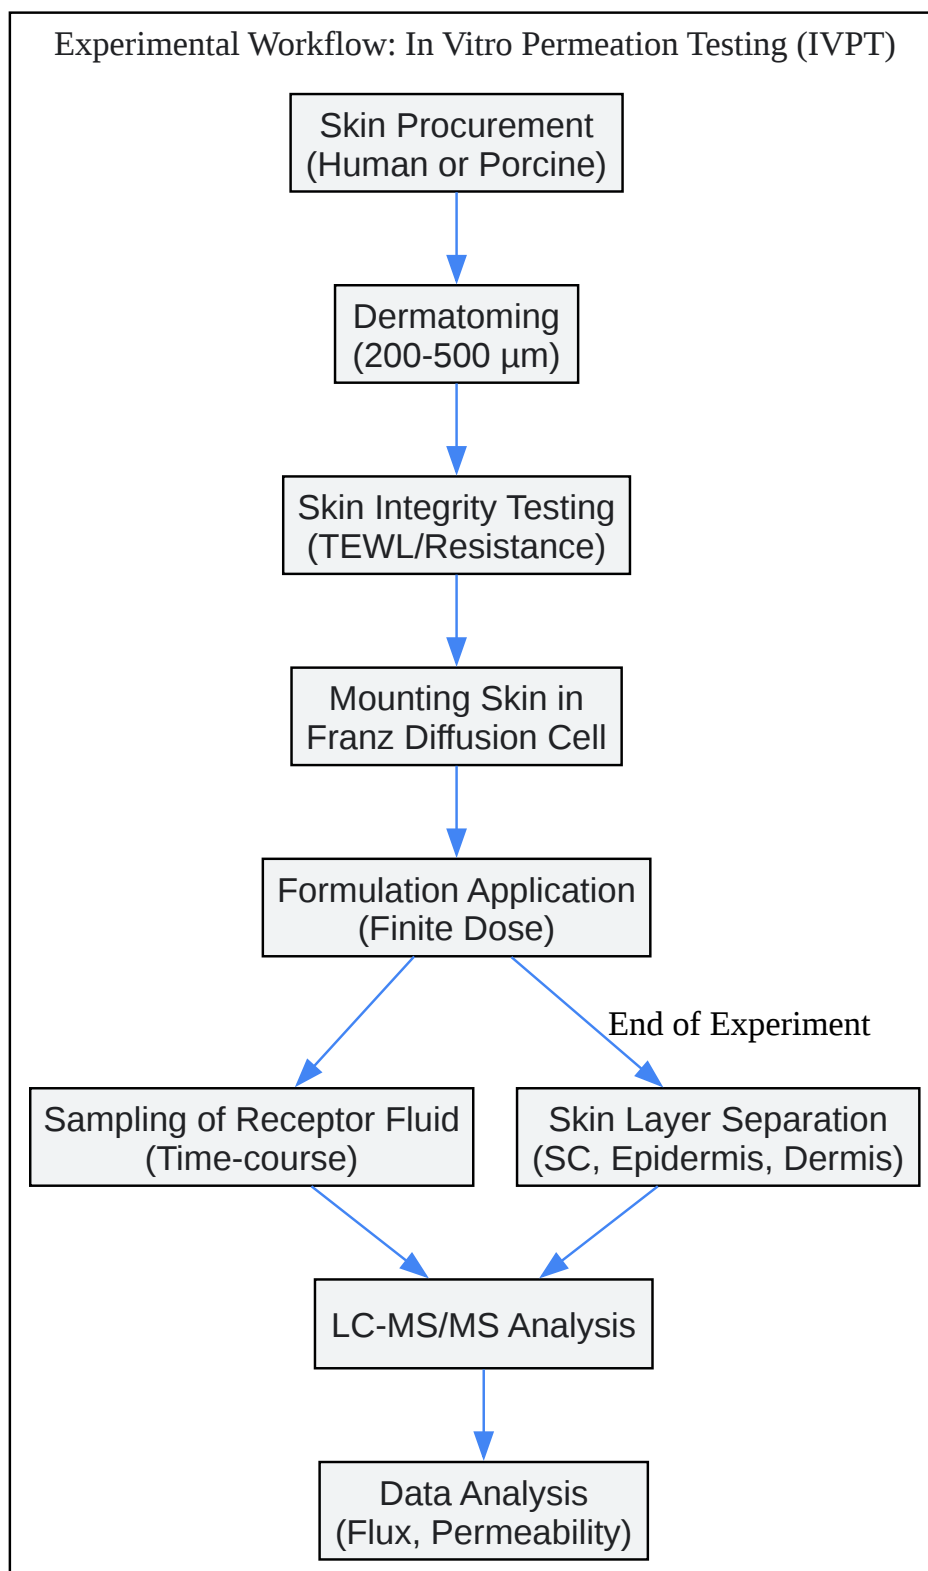 Experimental Workflow: In Vitro Permeation Testing (IVPT)
Skin Procurement
(Human or Porcine)
Dermatoming
(200-500 µm)
Skin Integrity Testing
(TEWL/Resistance)
Mounting Skin in
Franz Diffusion Cell
Formulation Application
(Finite Dose)
End of Experiment
Sampling of Receptor Fluid
(Time-course)
Skin Layer Separation
(SC, Epidermis, Dermis)
LC-MS/MS Analysis
Data Analysis
(Flux, Permeability)